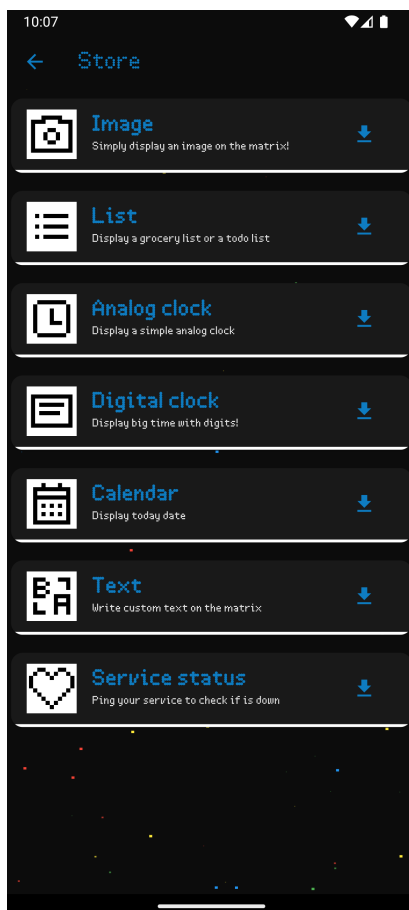 10:07
Store
Image
Simply display an image on the matrix!
List
Display a grocery list or a todo list
Analog clock
Display a simple analog clock
Digital clock
Display big time with digits!
Calendar
Display today date
BJ
LA
Text
Write custom text on the matrix
Service status
Ping your service to check if is down